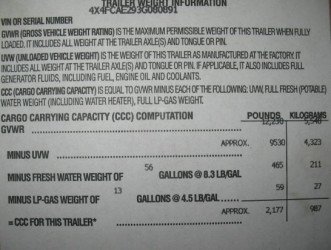 TRAILER WEIGHT INFORMATION
VIN OR SERIAL NUMBER 4X4FCAE293G080891
GVWR (GROSS VEHICLE WEIGHT RATING) IS THE MAXIMUM PERMISSIBLE WEIGHT OF THIS TRAILER WHEN FULLY
LOADED. IT INCLUDES ALL WEIGHT AT THE TRAILER AXLE(S) AND TONGUE OR PIN.
UVW (UNLOADED VEHICLE WEIGHT) IS THE WEIGHT OF THIS TRAILER AS MANUFACTURED AT THE FACTORY. IT
INCLUDES ALL WEIGHT AT THE TRAILER AXLE(S) AND TONGUE OR PIN. IF APPLICABLE, IT ALSO INCLUDES FULL
GENERATOR FLUIDS, INCLUDING FUEL, ENGINE OIL AND COOLANTS.
CCC (CARGO CARRYING CAPACITY) IS EQUAL TO GVWR MINUS EACH OF THE FOLLOWING: UVW, FULL FRESH (POTABLE)
WATER WEIGHT (INCLUDING WATER HEATER), FULL LP-GAS WEIGHT.
CARGO CARRYING CAPACITY (CCC) COMPUTATION POUNDS KILOGRAMS
GVWR 12,230
MINUS UVW APPROX. 9530 4,323
MINUS FRESH WATER WEIGHT OF 56 GALLONS @ 8.3 LB/GAL 465 211
MINUS LP-GAS WEIGHT OF 13 GALLONS @ 4.5 LB/GAL 59 27
= CCC FOR THIS TRAILER* APPROX. 2,177 987